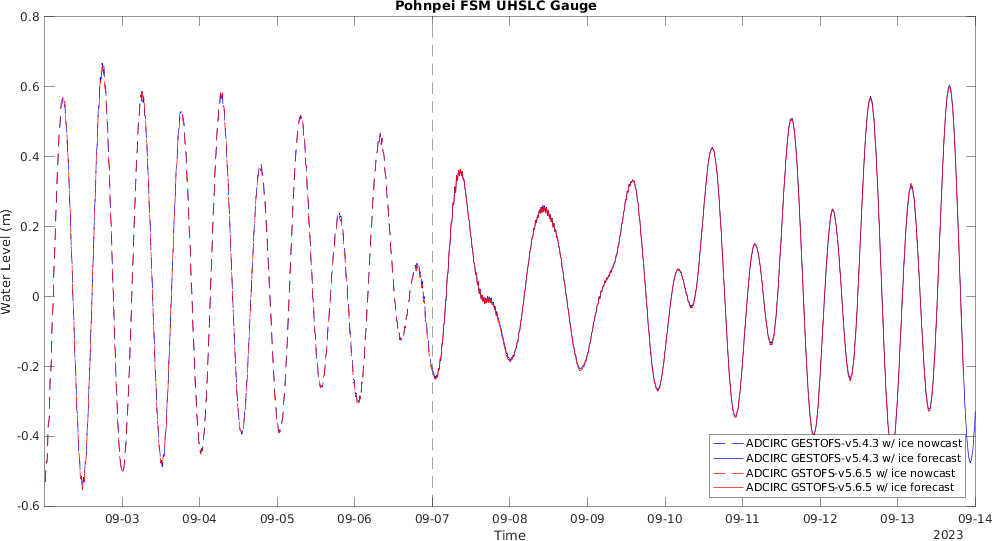 Pohnpei FSM UHSLC Gauge
Water Level (m)
0.8
0.6
0.4
0.2
0
-0.2
-0.4
-0.6
ADCIRC GESTOFS-v5.4.3 w/ ice nowcast
ADCIRC GESTOFS-v5.4.3 w/ ice forecast
ADCIRC GSTOFS-v5.6.5 w/ ice nowcast
ADCIRC GSTOFS-v5.6.5 w/ ice forecast
09-03 09-04 09-05 09-06 09-07 09-08 09-09 09-10 09-11 09-12 09-13 09-14
Time
2023